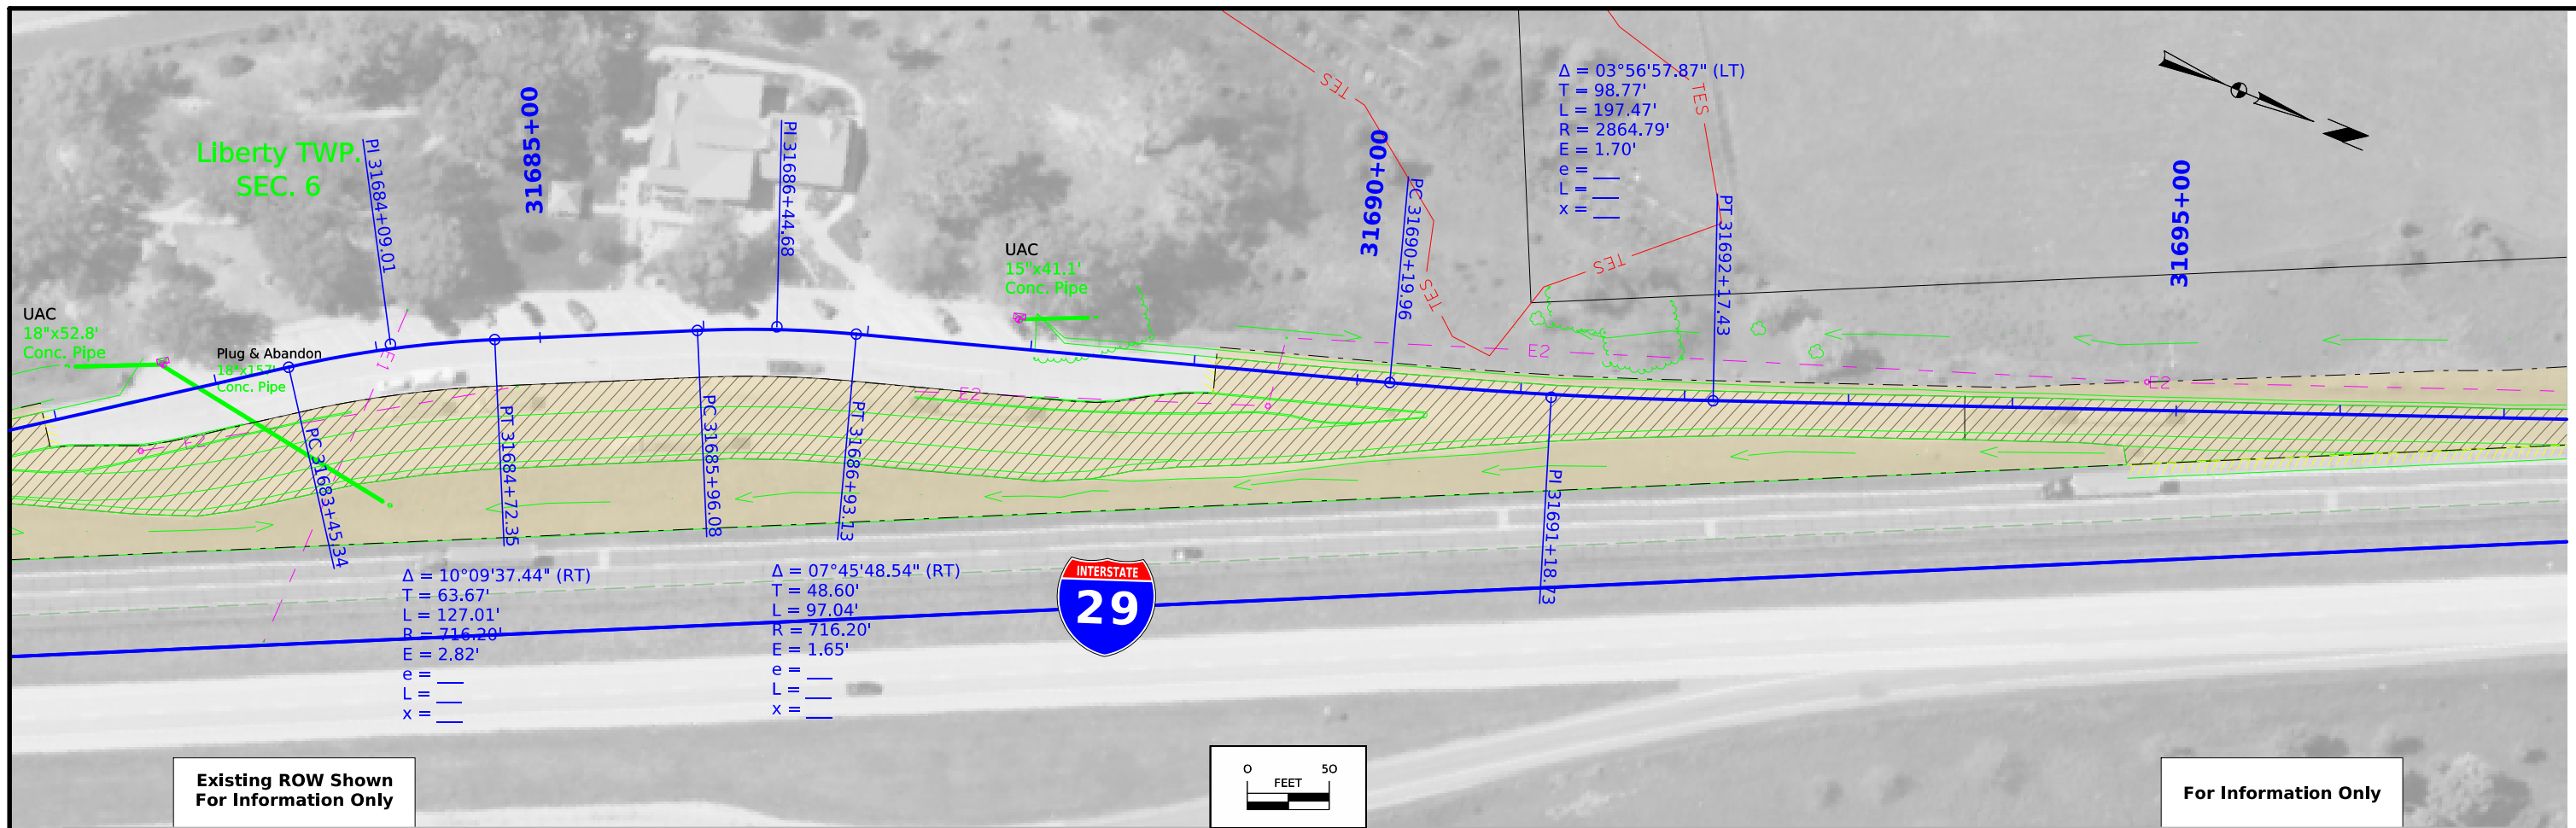 Liberty TWP.
SEC. 6
PI 31684+09.01
31685+00
PI 31686+44.68
UAC
15"x41.1'
Conc. Pipe
TES
TES
TES
TES
31690+00
PC 31690+19.96
Δ = 03°56'57.87" (LT)
T = 98.77'
L = 197.47'
R = 2864.79'
E = 1.70'
e = ___
L = ___
x = ___
PT 31692+17.43
31695+00
UAC
18"x52.8'
Conc. Pipe
Plug & Abandon
18"x157'
Conc. Pipe
E1
E2
E2
E2
E2
PC 31683+45.34
PT 31684+72.35
PC 31685+96.08
PT 31686+93.13
PI 31691+18.73
Δ = 10°09'37.44" (RT)
T = 63.67'
L = 127.01'
R = 716.20'
E = 2.82'
e = ___
L = ___
x = ___
Δ = 07°45'48.54" (RT)
T = 48.60'
L = 97.04'
R = 716.20'
E = 1.65'
e = ___
L = ___
x = ___
INTERSTATE
29
Existing ROW Shown
For Information Only
0 50
FEET
For Information Only